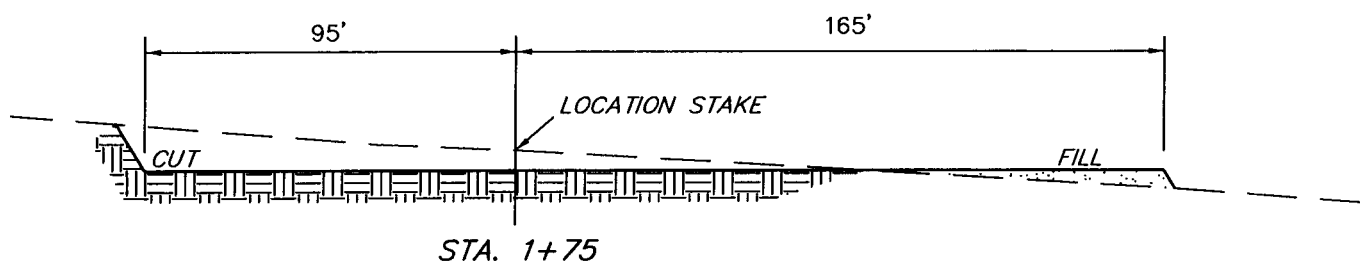 95'
165'
LOCATION STAKE
CUT
FILL
STA. 1+75